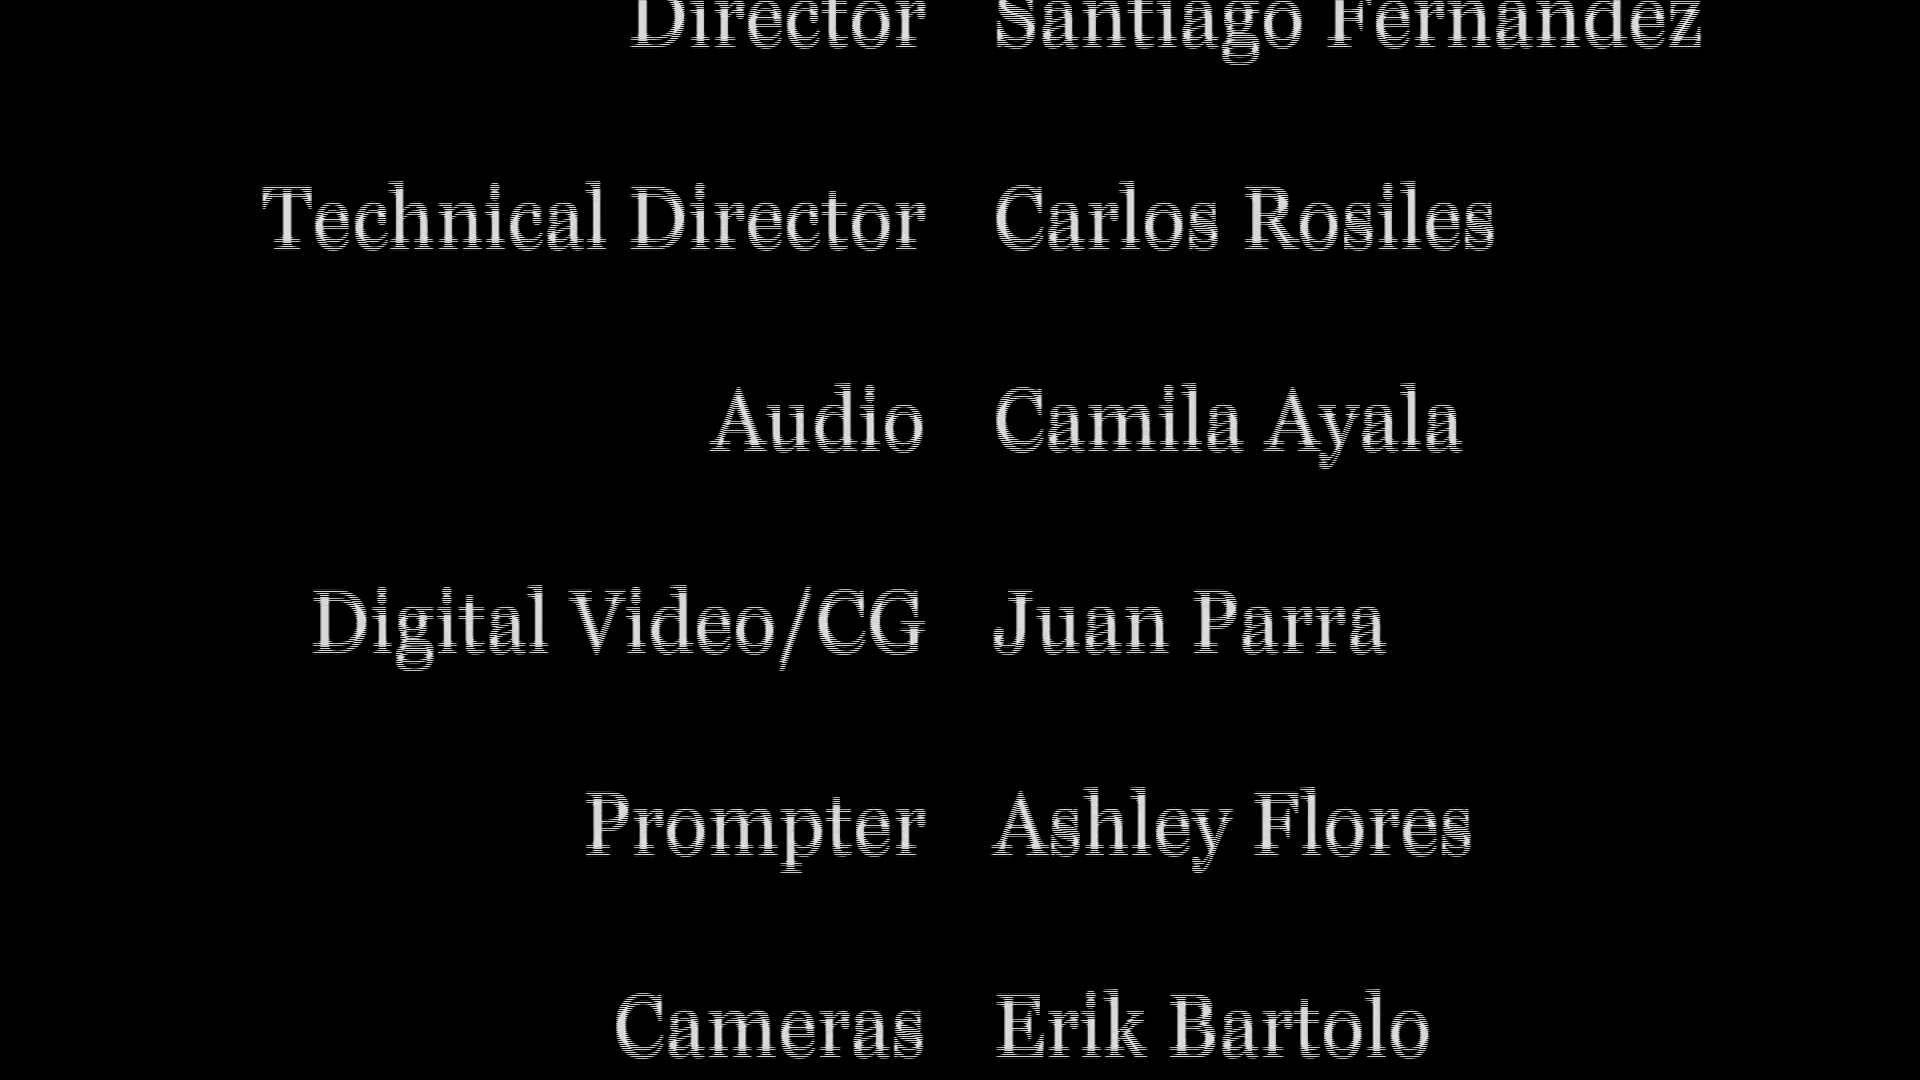 Director Santiago Fernandez
Technical Director Carlos Rosiles
Audio Camila Ayala
Digital Video/CG Juan Parra
Prompter Ashley Flores
Cameras Erik Bartolo